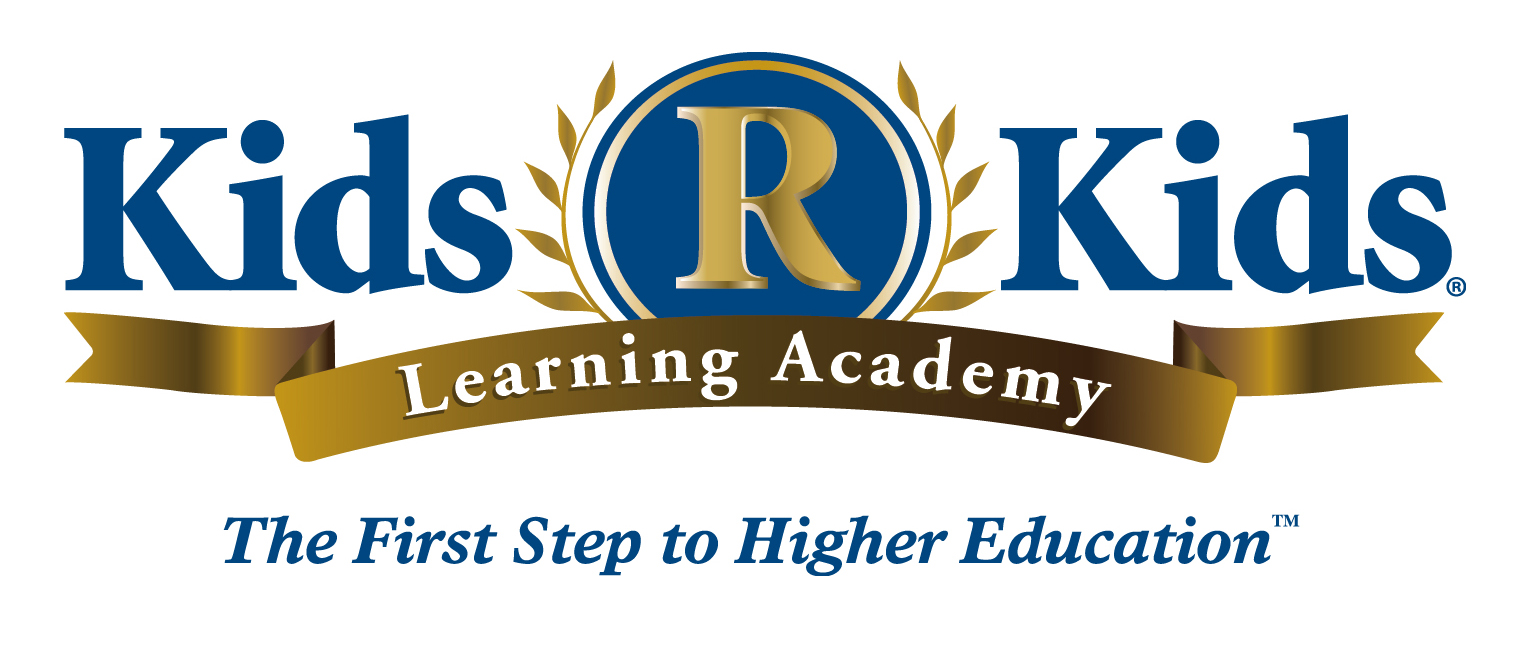 Kids R Kids®
Learning Academy
The First Step to Higher Education™